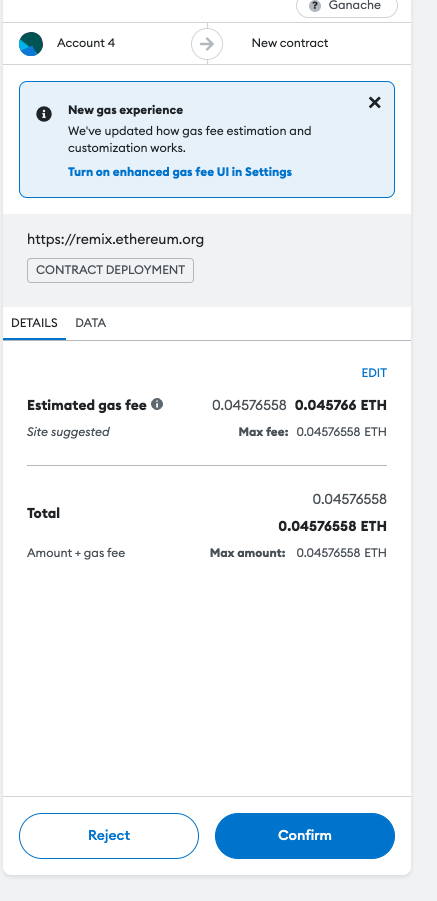 ? Ganache
Account 4
New contract
New gas experience
We've updated how gas fee estimation and
customization works.
Turn on enhanced gas fee UI in Settings
https://remix.ethereum.org
CONTRACT DEPLOYMENT
DETAILS DATA
EDIT
Estimated gas fee 0.04576558 0.045766 ETH
Site suggested Max fee: 0.04576558 ETH
0.04576558
Total
0.04576558 ETH
Amount + gas fee Max amount: 0.04576558 ETH
Reject Confirm